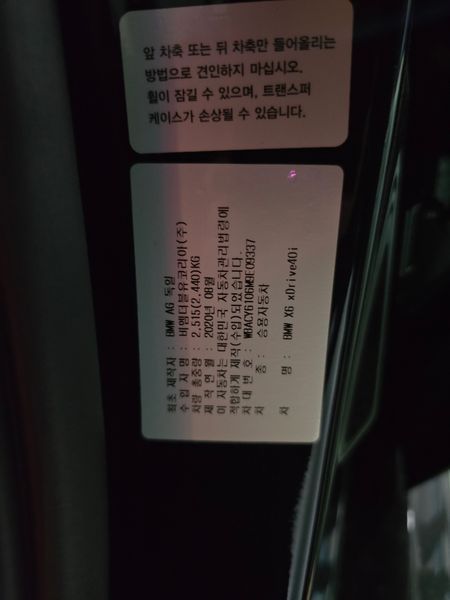 앞 차축 또는 뒤 차축만 들어올리는
방법으로 견인하지 마십시오.
휠이 잠길 수 있으며, 트랜스퍼
케이스가 손상될 수 있습니다.
최초 제작자 : BMW AG 독일
수 입 자 명 : 비엠더블유코리아(주)
차량 총중량 : 2,515(2,440)KG
제 작 연 월 : 2020년 08월
이 자동차는 대한민국 자동차관리법령에
적합하게 제작(수입)되었습니다.
차 대 번 호 : WBACY6106M9E09337
차 종 : 승용자동차
차 명 : BMW X6 xDrive40i